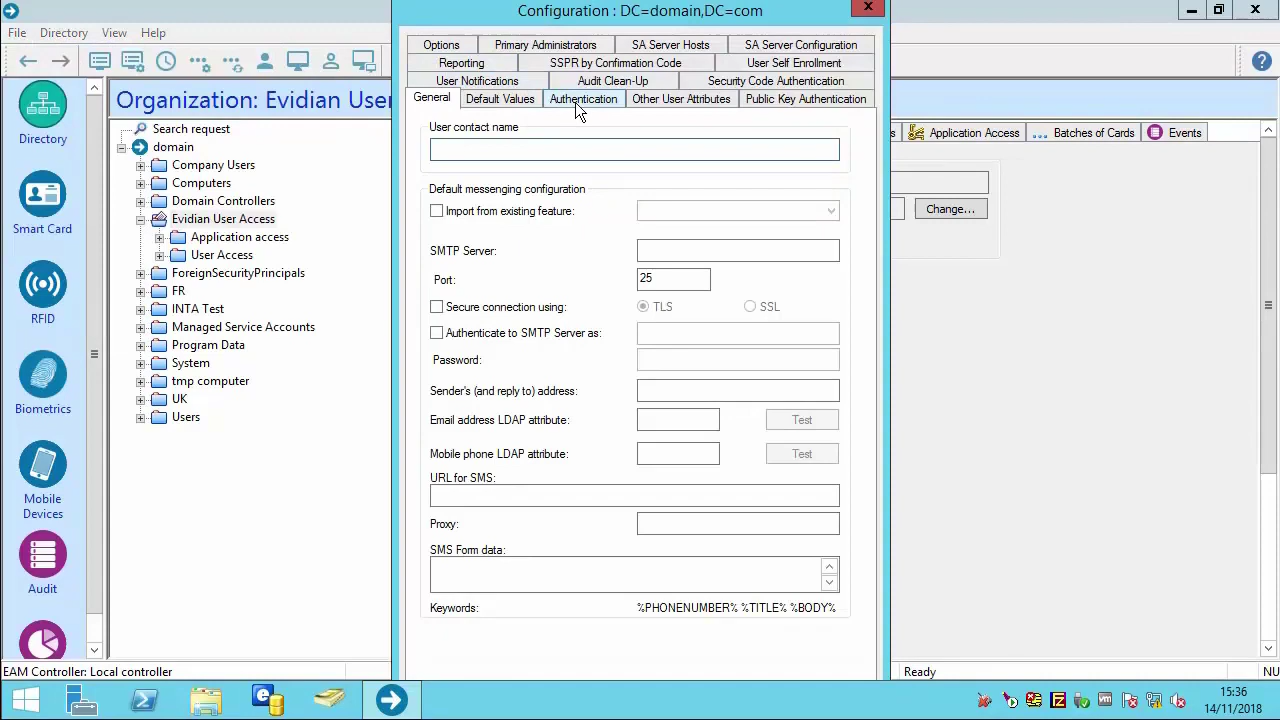 Configuration : DC=domain,DC=com
x
File Directory View Help
Options Primary Administrators SA Server Hosts SA Server Configuration
Reporting SSPR by Confirmation Code User Self Enrollment
User Notifications Audit Clean-Up Security Code Authentication
General Default Values Authentication Other User Attributes Public Key Authentication
Directory
Smart Card
RFID
Biometrics
Mobile
Devices
Audit
Organization: Evidian User
Search request
domain
Company Users
Computers
Domain Controllers
Evidian User Access
Application access
User Access
ForeignSecurityPrincipals
FR
INTA Test
Managed Service Accounts
Program Data
System
tmp computer
UK
Users
User contact name
Default messenging configuration
Import from existing feature:
SMTP Server:
Port: 25
Secure connection using: TLS SSL
Authenticate to SMTP Server as:
Password:
Sender's (and reply to) address:
Email address LDAP attribute: Test
Mobile phone LDAP attribute: Test
URL for SMS:
Proxy:
SMS Form data:
Keywords: %PHONENUMBER% %TITLE% %BODY%
s Application Access Batches of Cards Events
Change...
EAM Controller: Local controller
Ready NU
15:36
14/11/2018